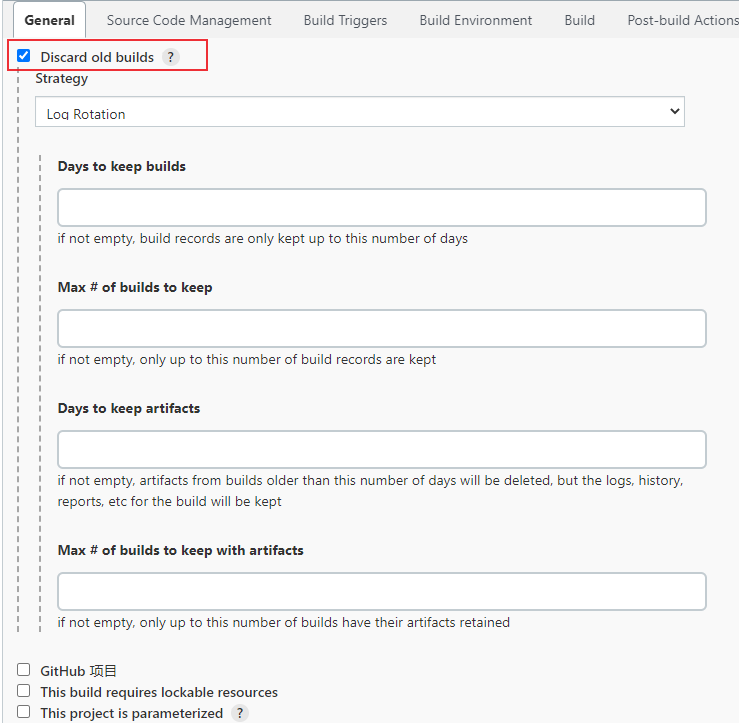 General Source Code Management Build Triggers Build Environment Build Post-build Actions
Discard old builds ?
Strategy
Log Rotation
Days to keep builds
if not empty, build records are only kept up to this number of days
Max # of builds to keep
if not empty, only up to this number of build records are kept
Days to keep artifacts
if not empty, artifacts from builds older than this number of days will be deleted, but the logs, history,
reports, etc for the build will be kept
Max # of builds to keep with artifacts
if not empty, only up to this number of builds have their artifacts retained
GitHub 项目
This build requires lockable resources
This project is parameterized ?